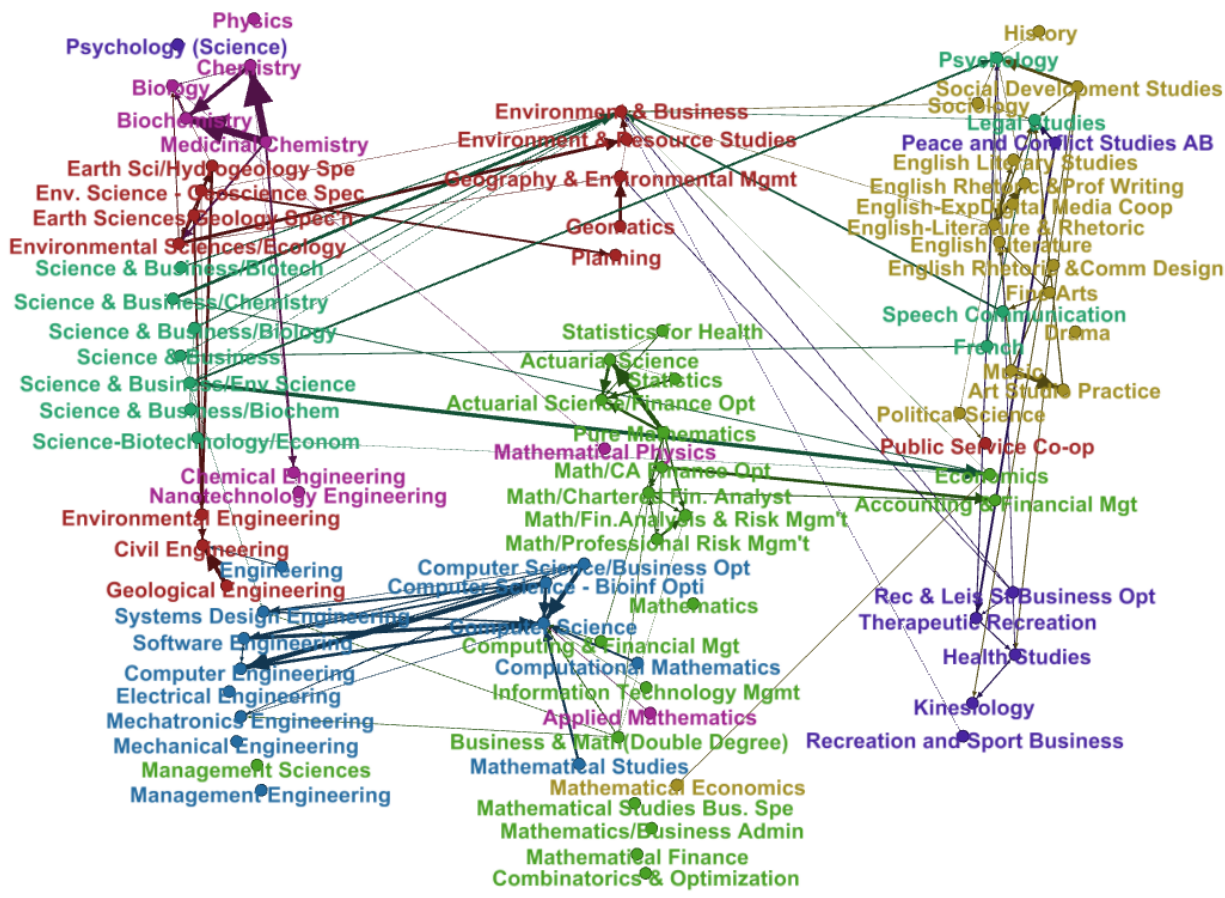 Physics
Psychology (Science)
Chemistry
Biology
Biochemistry
Medicinal Chemistry
Earth Sci/Hydrogeology Spe
Env. Science - Geoscience Spec
Earth Sciences/Geology Spec'n
Environmental Sciences/Ecology
Science & Business/Biotech
Science & Business/Chemistry
Science & Business/Biology
Science & Business
Science & Business/Env Science
Science & Business/Biochem
Science-Biotechnology/Econom
Chemical Engineering
Nanotechnology Engineering
Environmental Engineering
Civil Engineering
Engineering
Geological Engineering
Systems Design Engineering
Software Engineering
Computer Engineering
Electrical Engineering
Mechatronics Engineering
Mechanical Engineering
Management Sciences
Management Engineering
Environment & Business
Environment & Resource Studies
Geography & Environmental Mgmt
Geomatics
Planning
Statistics for Health
Actuarial Science
Statistics
Actuarial Science/Finance Opt
Pure Mathematics
Mathematical Physics
Math/CA Finance Opt
Math/Chartered Fin. Analyst
Math/Fin.Analysis & Risk Mgm't
Math/Professional Risk Mgm't
Computer Science/Business Opt
Computer Science - Bioinf Opti
Mathematics
Computer Science
Computing & Financial Mgt
Computational Mathematics
Information Technology Mgmt
Applied Mathematics
Business & Math(Double Degree)
Mathematical Studies
Mathematical Economics
Mathematical Studies Bus. Spe
Mathematics/Business Admin
Mathematical Finance
Combinatorics & Optimization
History
Psychology
Social Development Studies
Sociology
Legal Studies
Peace and Conflict Studies AB
English Literary Studies
English Rhetoric &Prof Writing
English-ExpDigital Media Coop
English-Literature & Rhetoric
English Literature
English Rhetoric &Comm Design
Fine Arts
Speech Communication
Drama
French
Music
Art Studio Practice
Political Science
Public Service Co-op
Economics
Accounting & Financial Mgt
Rec & Leis St Business Opt
Therapeutic Recreation
Health Studies
Kinesiology
Recreation and Sport Business